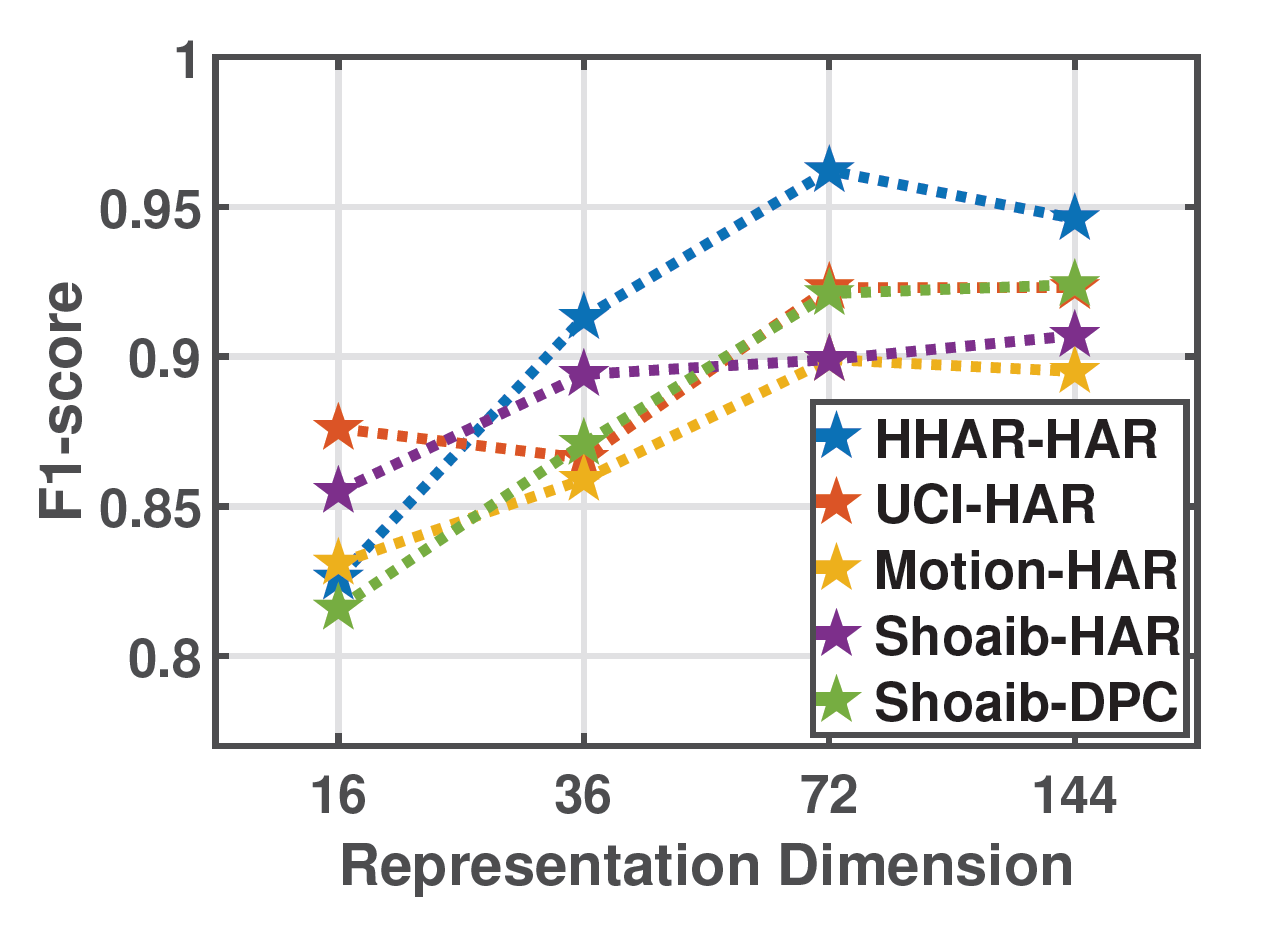 1
0.95
0.9
0.85
0.8
F1-score
HHAR-HAR
UCI-HAR
Motion-HAR
Shoaib-HAR
Shoaib-DPC
16 36 72 144
Representation Dimension